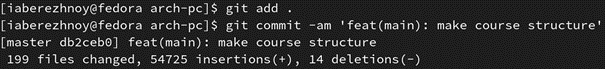 [iaberezhnoy@fedora arch-pc]$ git add .
[iaberezhnoy@fedora arch-pc]$ git commit -am 'feat(main): make course structure'
[master db2ceb0] feat(main): make course structure
 199 files changed, 54725 insertions(+), 14 deletions(-)